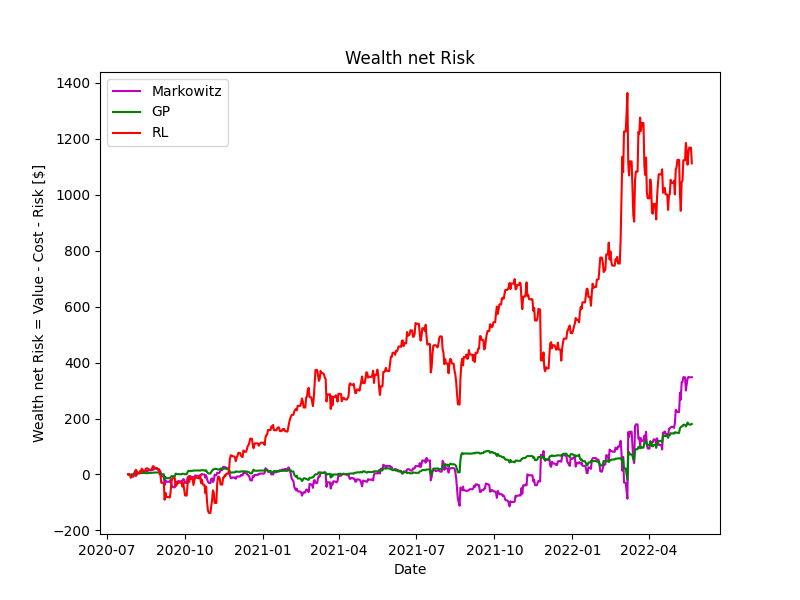 Wealth net Risk
Markowitz
GP
RL
Wealth net Risk = Value - Cost - Risk [$]
1400
1200
1000
800
600
400
200
0
−200
2020-07 2020-10 2021-01 2021-04 2021-07 2021-10 2022-01 2022-04
Date